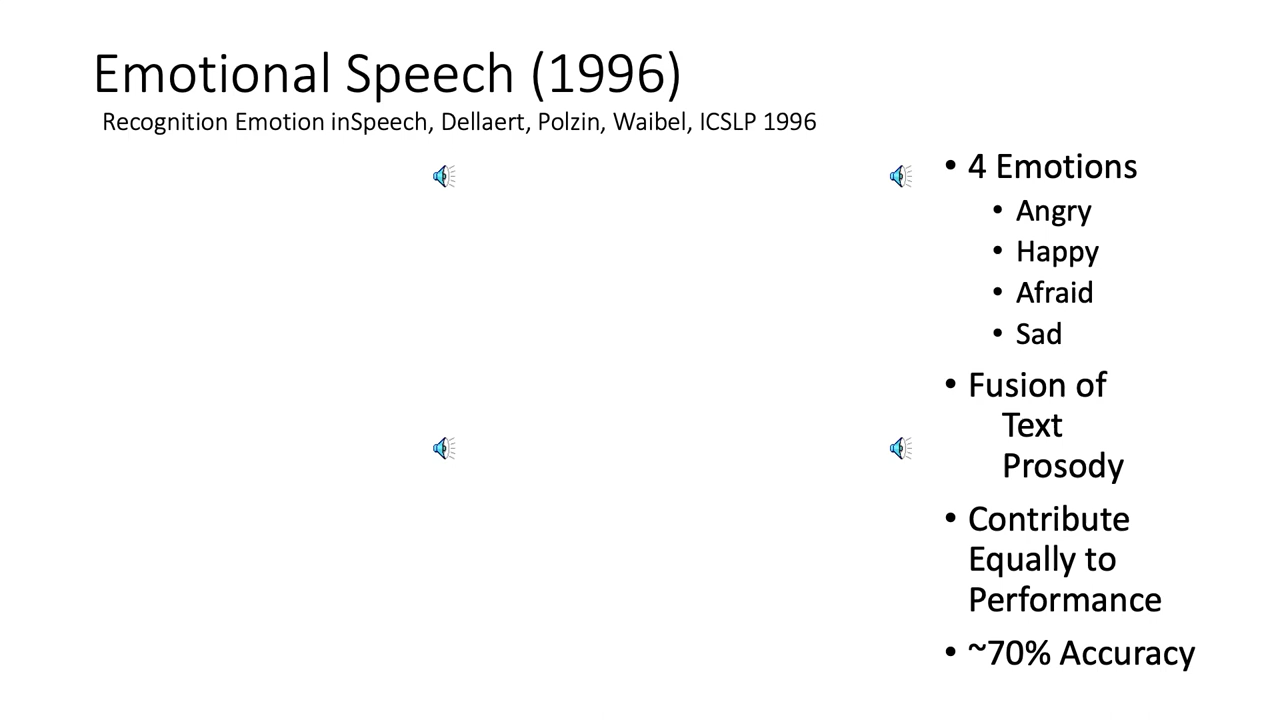 Emotional Speech (1996)
Recognition Emotion inSpeech, Dellaert, Polzin, Waibel, ICSLP 1996
• 4 Emotions
• Angry
• Happy
• Afraid
• Sad
• Fusion of
Text
Prosody
• Contribute
Equally to
Performance
• ~70% Accuracy